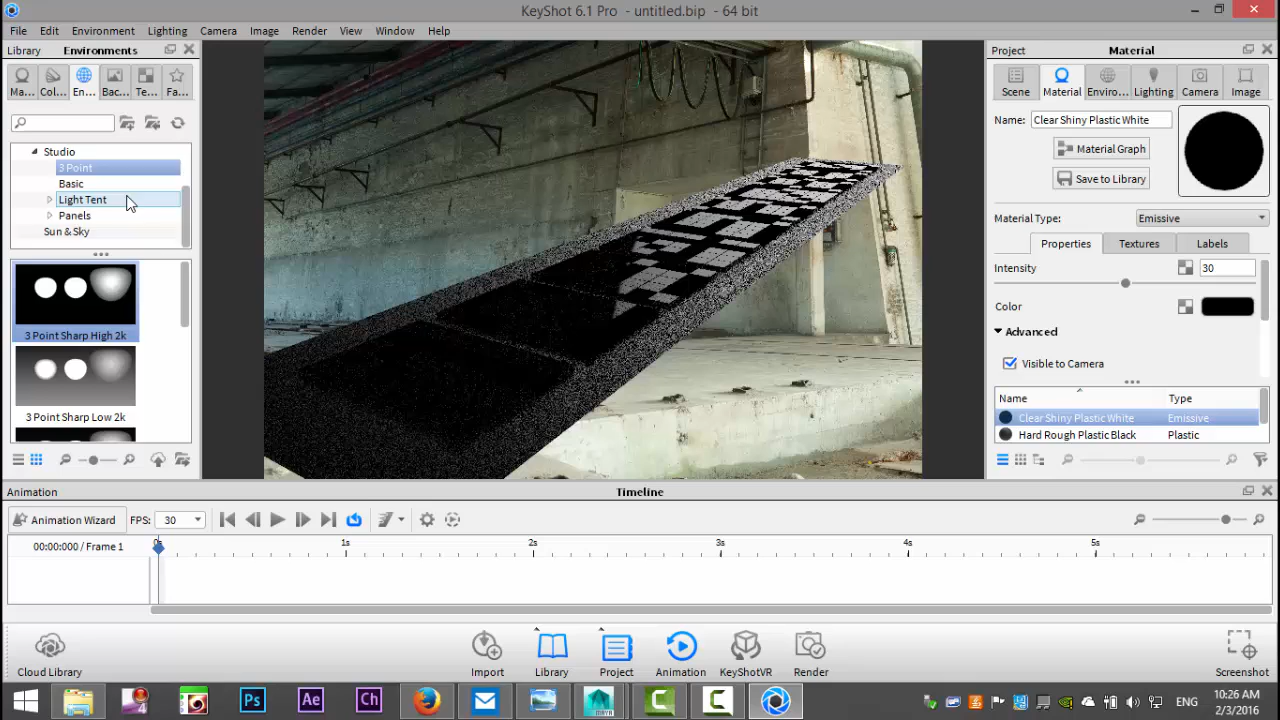 KeyShot 6.1 Pro - untitled.bip - 64 bit
File Edit Environment Lighting Camera Image Render View Window Help
Library Environments
Project Material
Ma... Col... En... Bac... Te... Fa...
Scene Material Enviro... Lighting Camera Image
Name: Clear Shiny Plastic White
Material Graph
Save to Library
Studio
3 Point
Basic
Light Tent
Panels
Sun & Sky
3 Point Sharp High 2k
3 Point Sharp Low 2k
Material Type: Emissive
Properties Textures Labels
Intensity 30
Color
Advanced
Visible to Camera
Name Type
Clear Shiny Plastic White Emissive
Hard Rough Plastic Black Plastic
Animation Timeline
Animation Wizard FPS: 30
00:00:000 / Frame 1
0s 1s 2s 3s 4s 5s
Cloud Library Import Library Project Animation KeyShotVR Render Screenshot
Ps Ae Ch
ENG
10:26 AM
2/3/2016